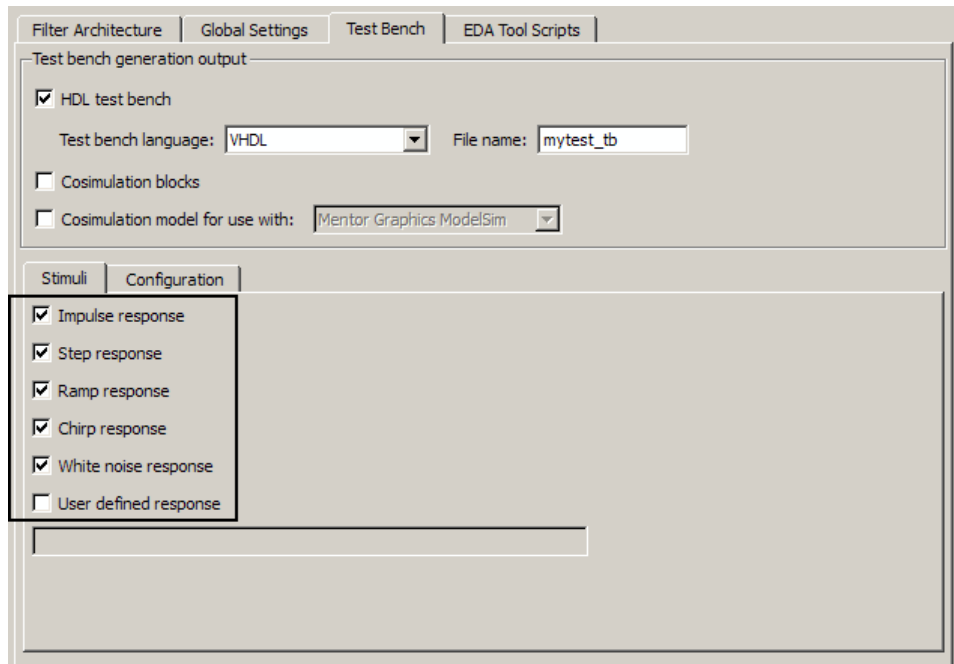 Filter Architecture Global Settings Test Bench EDA Tool Scripts
Test bench generation output
HDL test bench
Test bench language: VHDL File name: mytest_tb
Cosimulation blocks
Cosimulation model for use with: Mentor Graphics ModelSim
Stimuli Configuration
Impulse response
Step response
Ramp response
Chirp response
White noise response
User defined response